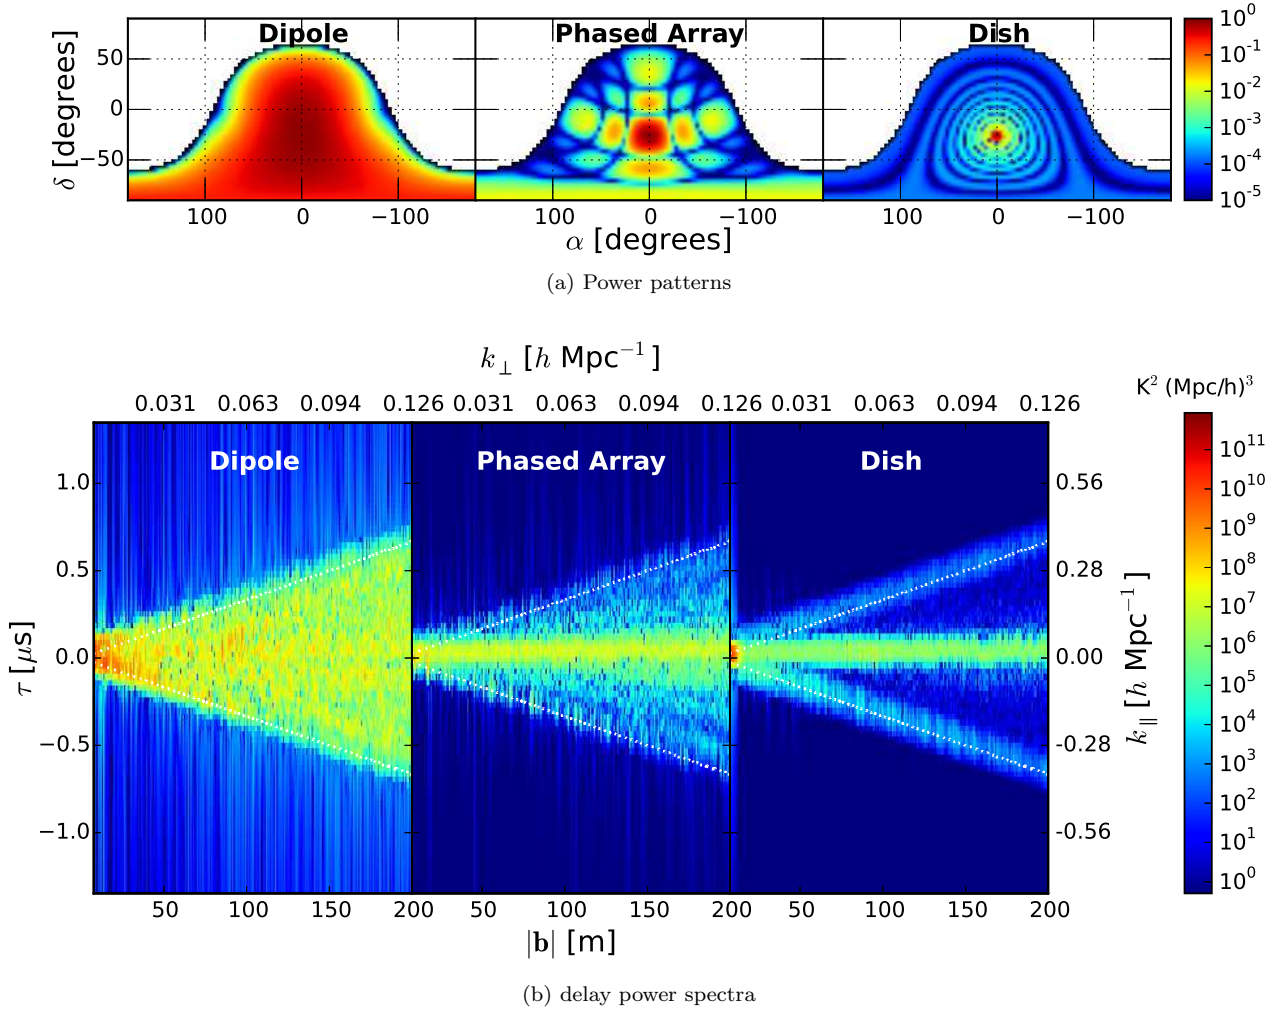 Dipole Phased Array Dish
δ [degrees]
50
0
−50
100 0 −100 100 0 −100 100 0 −100
α [degrees]
10^0
10^-1
10^-2
10^-3
10^-4
10^-5
(a) Power patterns
k_⊥ [h Mpc^−1]
0.031 0.063 0.094 0.126 0.031 0.063 0.094 0.126 0.031 0.063 0.094 0.126
Dipole Phased Array Dish
τ [μs]
1.0
0.5
0.0
−0.5
−1.0
0.56
0.28
0.00
-0.28
-0.56
k_∥ [h Mpc^−1]
50 100 150 200 50 100 150 200 50 100 150 200
|b| [m]
K^2 (Mpc/h)^3
10^11
10^10
10^9
10^8
10^7
10^6
10^5
10^4
10^3
10^2
10^1
10^0
(b) delay power spectra